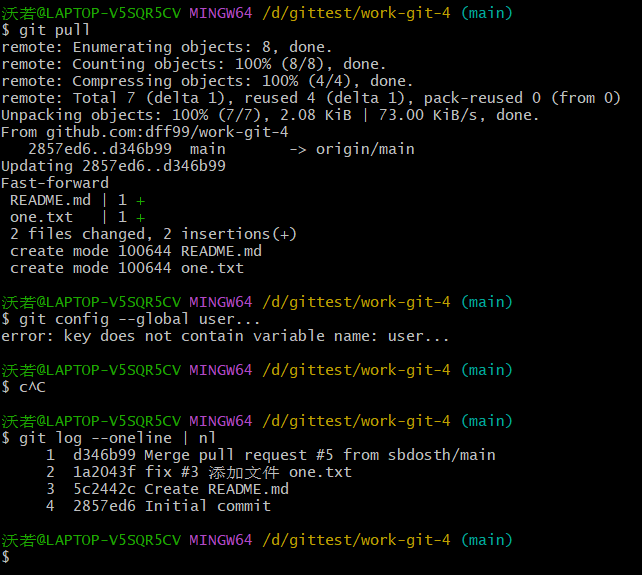 沃若@LAPTOP-V5SQR5CV MINGW64 /d/gittest/work-git-4 (main)
$ git pull
remote: Enumerating objects: 8, done.
remote: Counting objects: 100% (8/8), done.
remote: Compressing objects: 100% (4/4), done.
remote: Total 7 (delta 1), reused 4 (delta 1), pack-reused 0 (from 0)
Unpacking objects: 100% (7/7), 2.08 KiB | 73.00 KiB/s, done.
From github.com:dff99/work-git-4
   2857ed6..d346b99  main       -> origin/main
Updating 2857ed6..d346b99
Fast-forward
 README.md | 1 +
 one.txt   | 1 +
 2 files changed, 2 insertions(+)
 create mode 100644 README.md
 create mode 100644 one.txt
沃若@LAPTOP-V5SQR5CV MINGW64 /d/gittest/work-git-4 (main)
$ git config --global user...
error: key does not contain variable name: user...
沃若@LAPTOP-V5SQR5CV MINGW64 /d/gittest/work-git-4 (main)
$ c^C
沃若@LAPTOP-V5SQR5CV MINGW64 /d/gittest/work-git-4 (main)
$ git log --oneline | nl
     1  d346b99 Merge pull request #5 from sbdosth/main
     2  1a2043f fix #3 添加文件 one.txt
     3  5c2442c Create README.md
     4  2857ed6 Initial commit
沃若@LAPTOP-V5SQR5CV MINGW64 /d/gittest/work-git-4 (main)
$